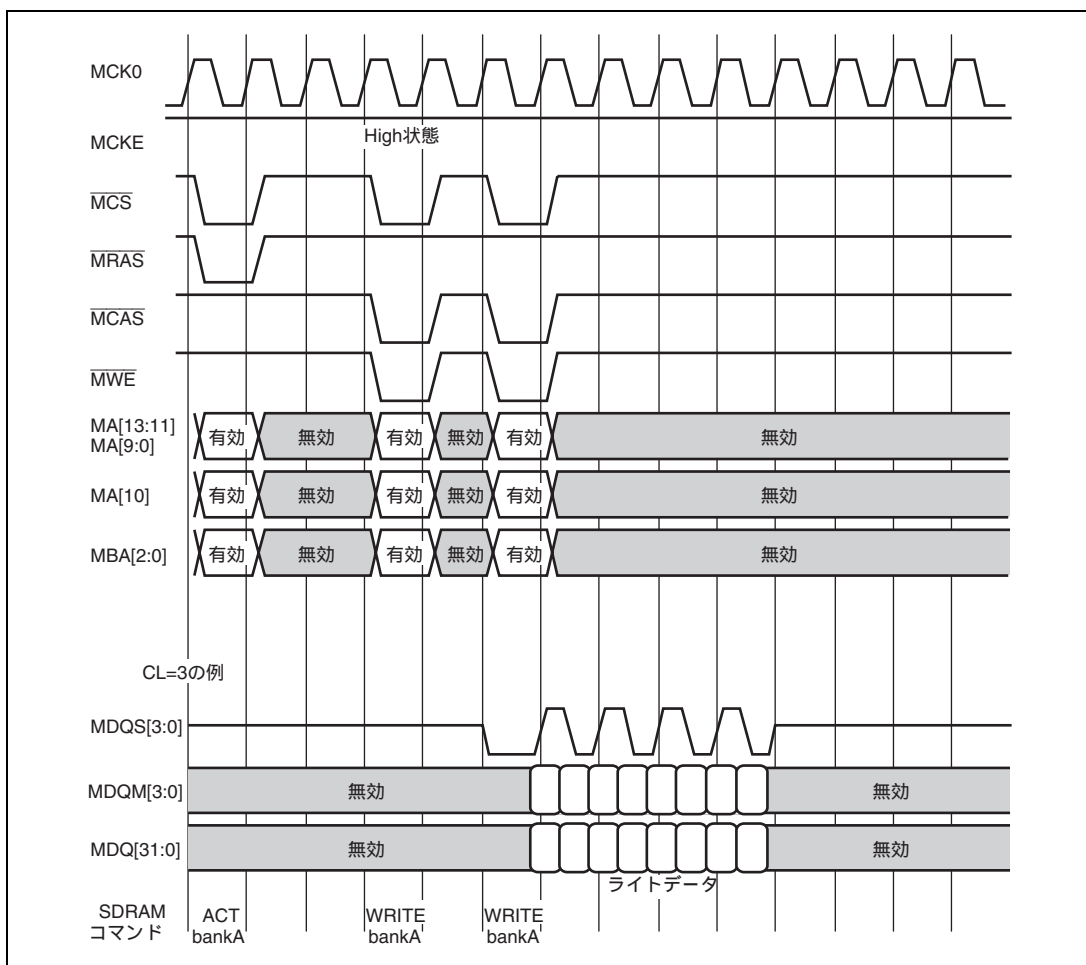 MCK0
MCKE
High状態
MCS
MRAS
MCAS
MWE
MA[13:11]
MA[9:0]
有効 無効 有効 無効 有効 無効
MA[10]
有効 無効 有効 無効 有効 無効
MBA[2:0]
有効 無効 有効 無効 有効 無効
CL=3の例
MDQS[3:0]
MDQM[3:0]
無効 無効
MDQ[31:0]
無効 無効
ライトデータ
SDRAM
コマンド
ACT
bankA
WRITE
bankA
WRITE
bankA